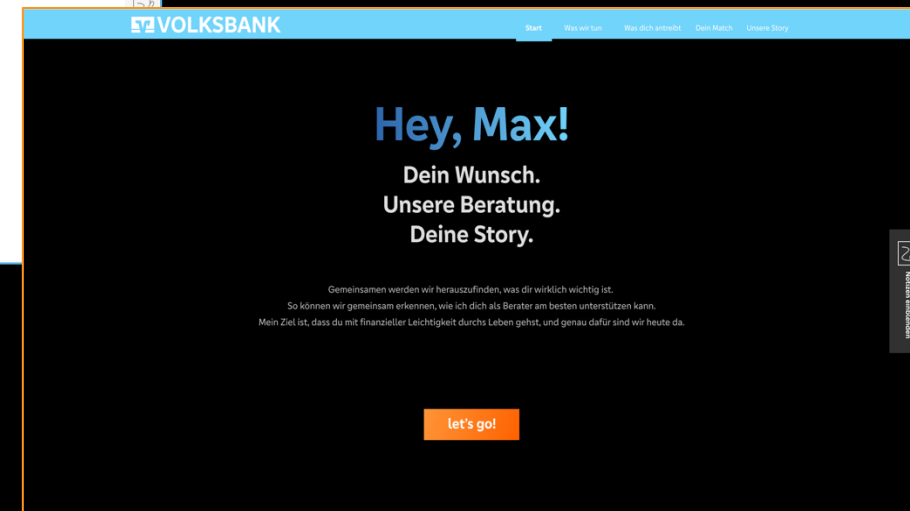 VOLKSBANK
Start Was wir tun Was dich antreibt Dein Match Unsere Story
Hey, Max!
Dein Wunsch.
Unsere Beratung.
Deine Story.
Gemeinsamen werden wir herauszufinden, was dir wirklich wichtig ist.
So können wir gemeinsam erkennen, wie ich dich als Berater am besten unterstützen kann.
Mein Ziel ist, dass du mit finanzieller Leichtigkeit durchs Leben gehst, und genau dafür sind wir heute da.
let's go!
Notizen einblenden